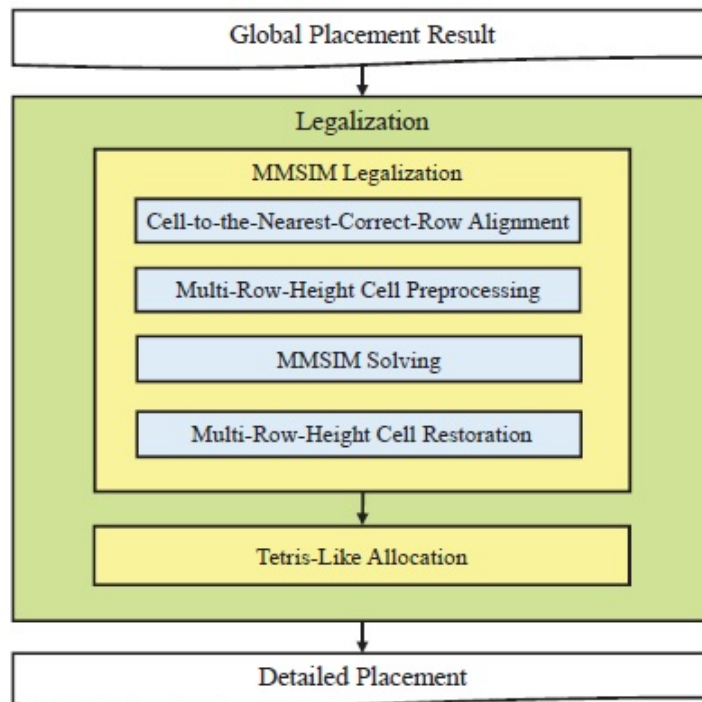 Global Placement Result
Legalization
MMSIM Legalization
Cell-to-the-Nearest-Correct-Row Alignment
Multi-Row-Height Cell Preprocessing
MMSIM Solving
Multi-Row-Height Cell Restoration
Tetris-Like Allocation
Detailed Placement